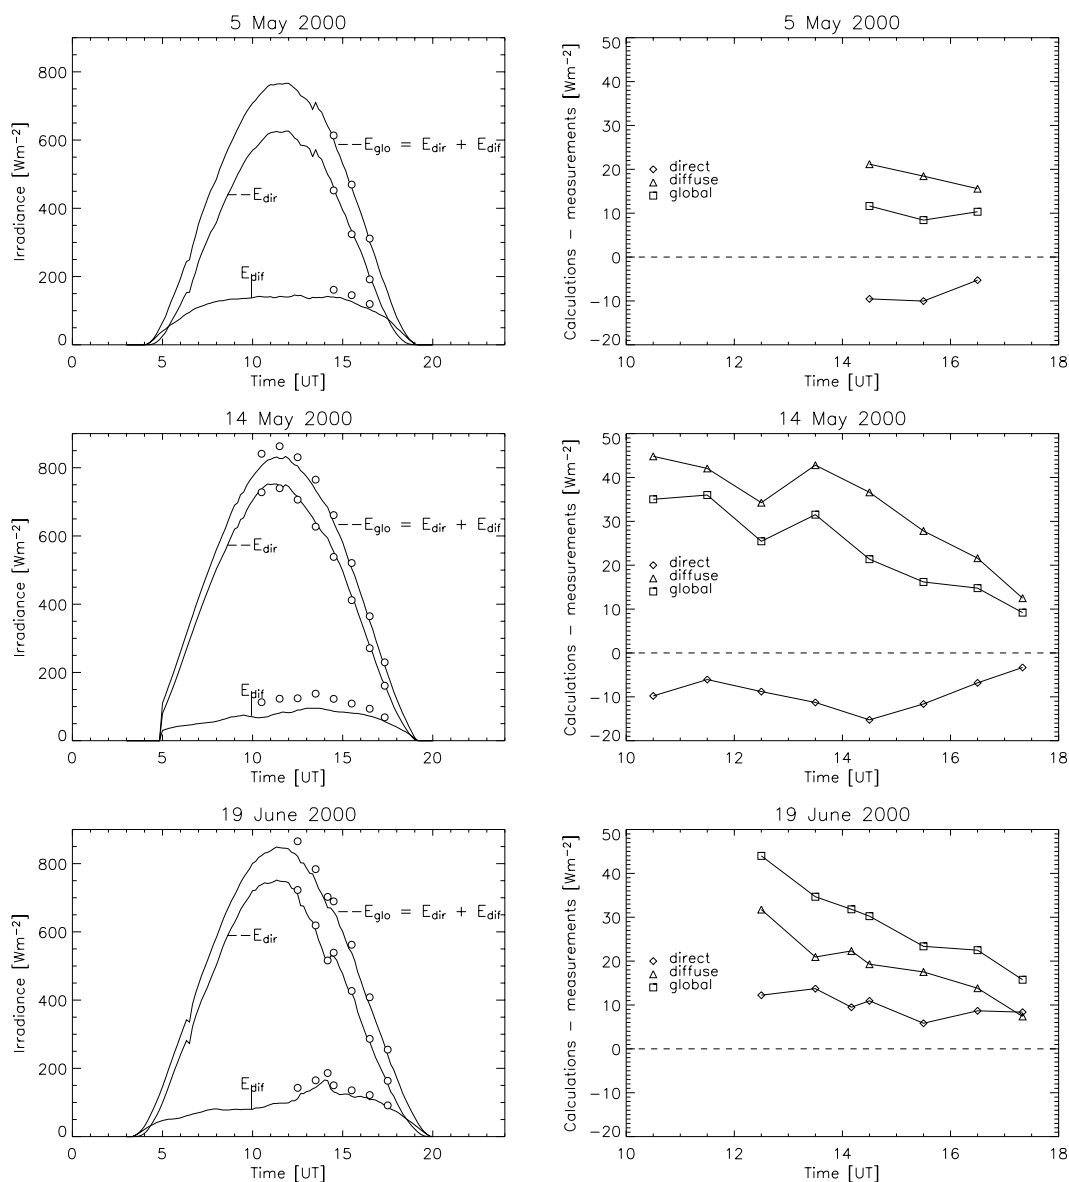 5 May 2000
Irradiance [Wm⁻²]
800
600
400
200
0
0 5 10 15 20
Time [UT]
E_glo = E_dir + E_dif
E_dir
E_dif
5 May 2000
Calculations − measurements [Wm⁻²]
50
40
30
20
10
0
−10
−20
10 12 14 16 18
Time [UT]
direct
diffuse
global
14 May 2000
Irradiance [Wm⁻²]
800
600
400
200
0
0 5 10 15 20
Time [UT]
E_glo = E_dir + E_dif
E_dir
E_dif
14 May 2000
Calculations − measurements [Wm⁻²]
50
40
30
20
10
0
−10
−20
10 12 14 16 18
Time [UT]
direct
diffuse
global
19 June 2000
Irradiance [Wm⁻²]
800
600
400
200
0
0 5 10 15 20
Time [UT]
E_glo = E_dir + E_dif
E_dir
E_dif
19 June 2000
Calculations − measurements [Wm⁻²]
50
40
30
20
10
0
−10
−20
10 12 14 16 18
Time [UT]
direct
diffuse
global